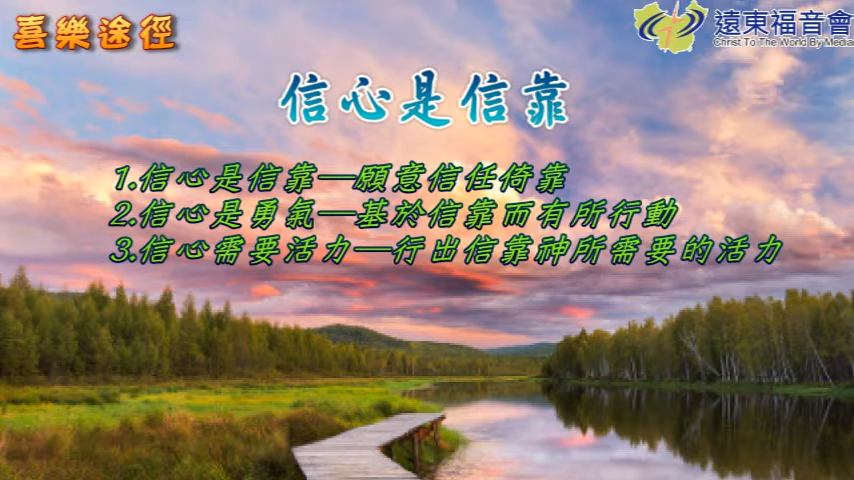 喜樂途徑
遠東福音會
Christ To The World By Media
信心是信靠
1.信心是信靠—願意信任倚靠
2.信心是勇氣—基於信靠而有所行動
3.信心需要活力—行出信靠神所需要的活力